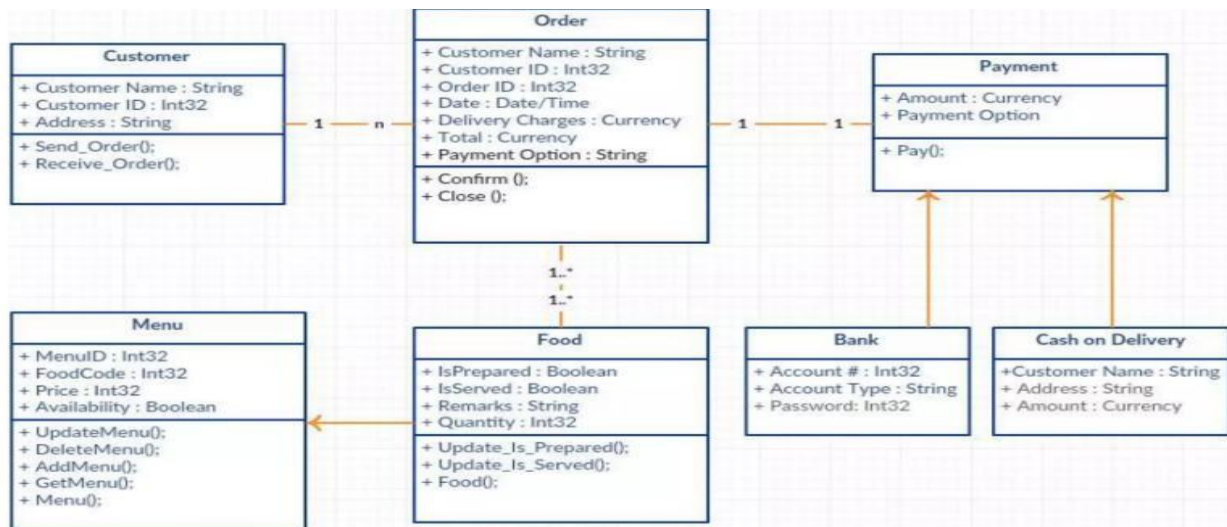 Customer
+ Customer Name : String
+ Customer ID : Int32
+ Address : String
+ Send_Order();
+ Receive_Order();
1
n
Order
+ Customer Name : String
+ Customer ID : Int32
+ Order ID : Int32
+ Date : Date/Time
+ Delivery Charges : Currency
+ Total : Currency
+ Payment Option : String
+ Confirm ();
+ Close ();
1
1
Payment
+ Amount : Currency
+ Payment Option
+ Pay();
1..*
1..*
Menu
+ MenuID : Int32
+ FoodCode : Int32
+ Price : Int32
+ Availability : Boolean
+ UpdateMenu();
+ DeleteMenu();
+ AddMenu();
+ GetMenu();
+ Menu();
Food
+ IsPrepared : Boolean
+ IsServed : Boolean
+ Remarks : String
+ Quantity : Int32
+ Update_Is_Prepared();
+ Update_Is_Served();
+ Food();
Bank
+ Account # : Int32
+ Account Type : String
+ Password: Int32
Cash on Delivery
+Customer Name : String
+ Address : String
+ Amount : Currency